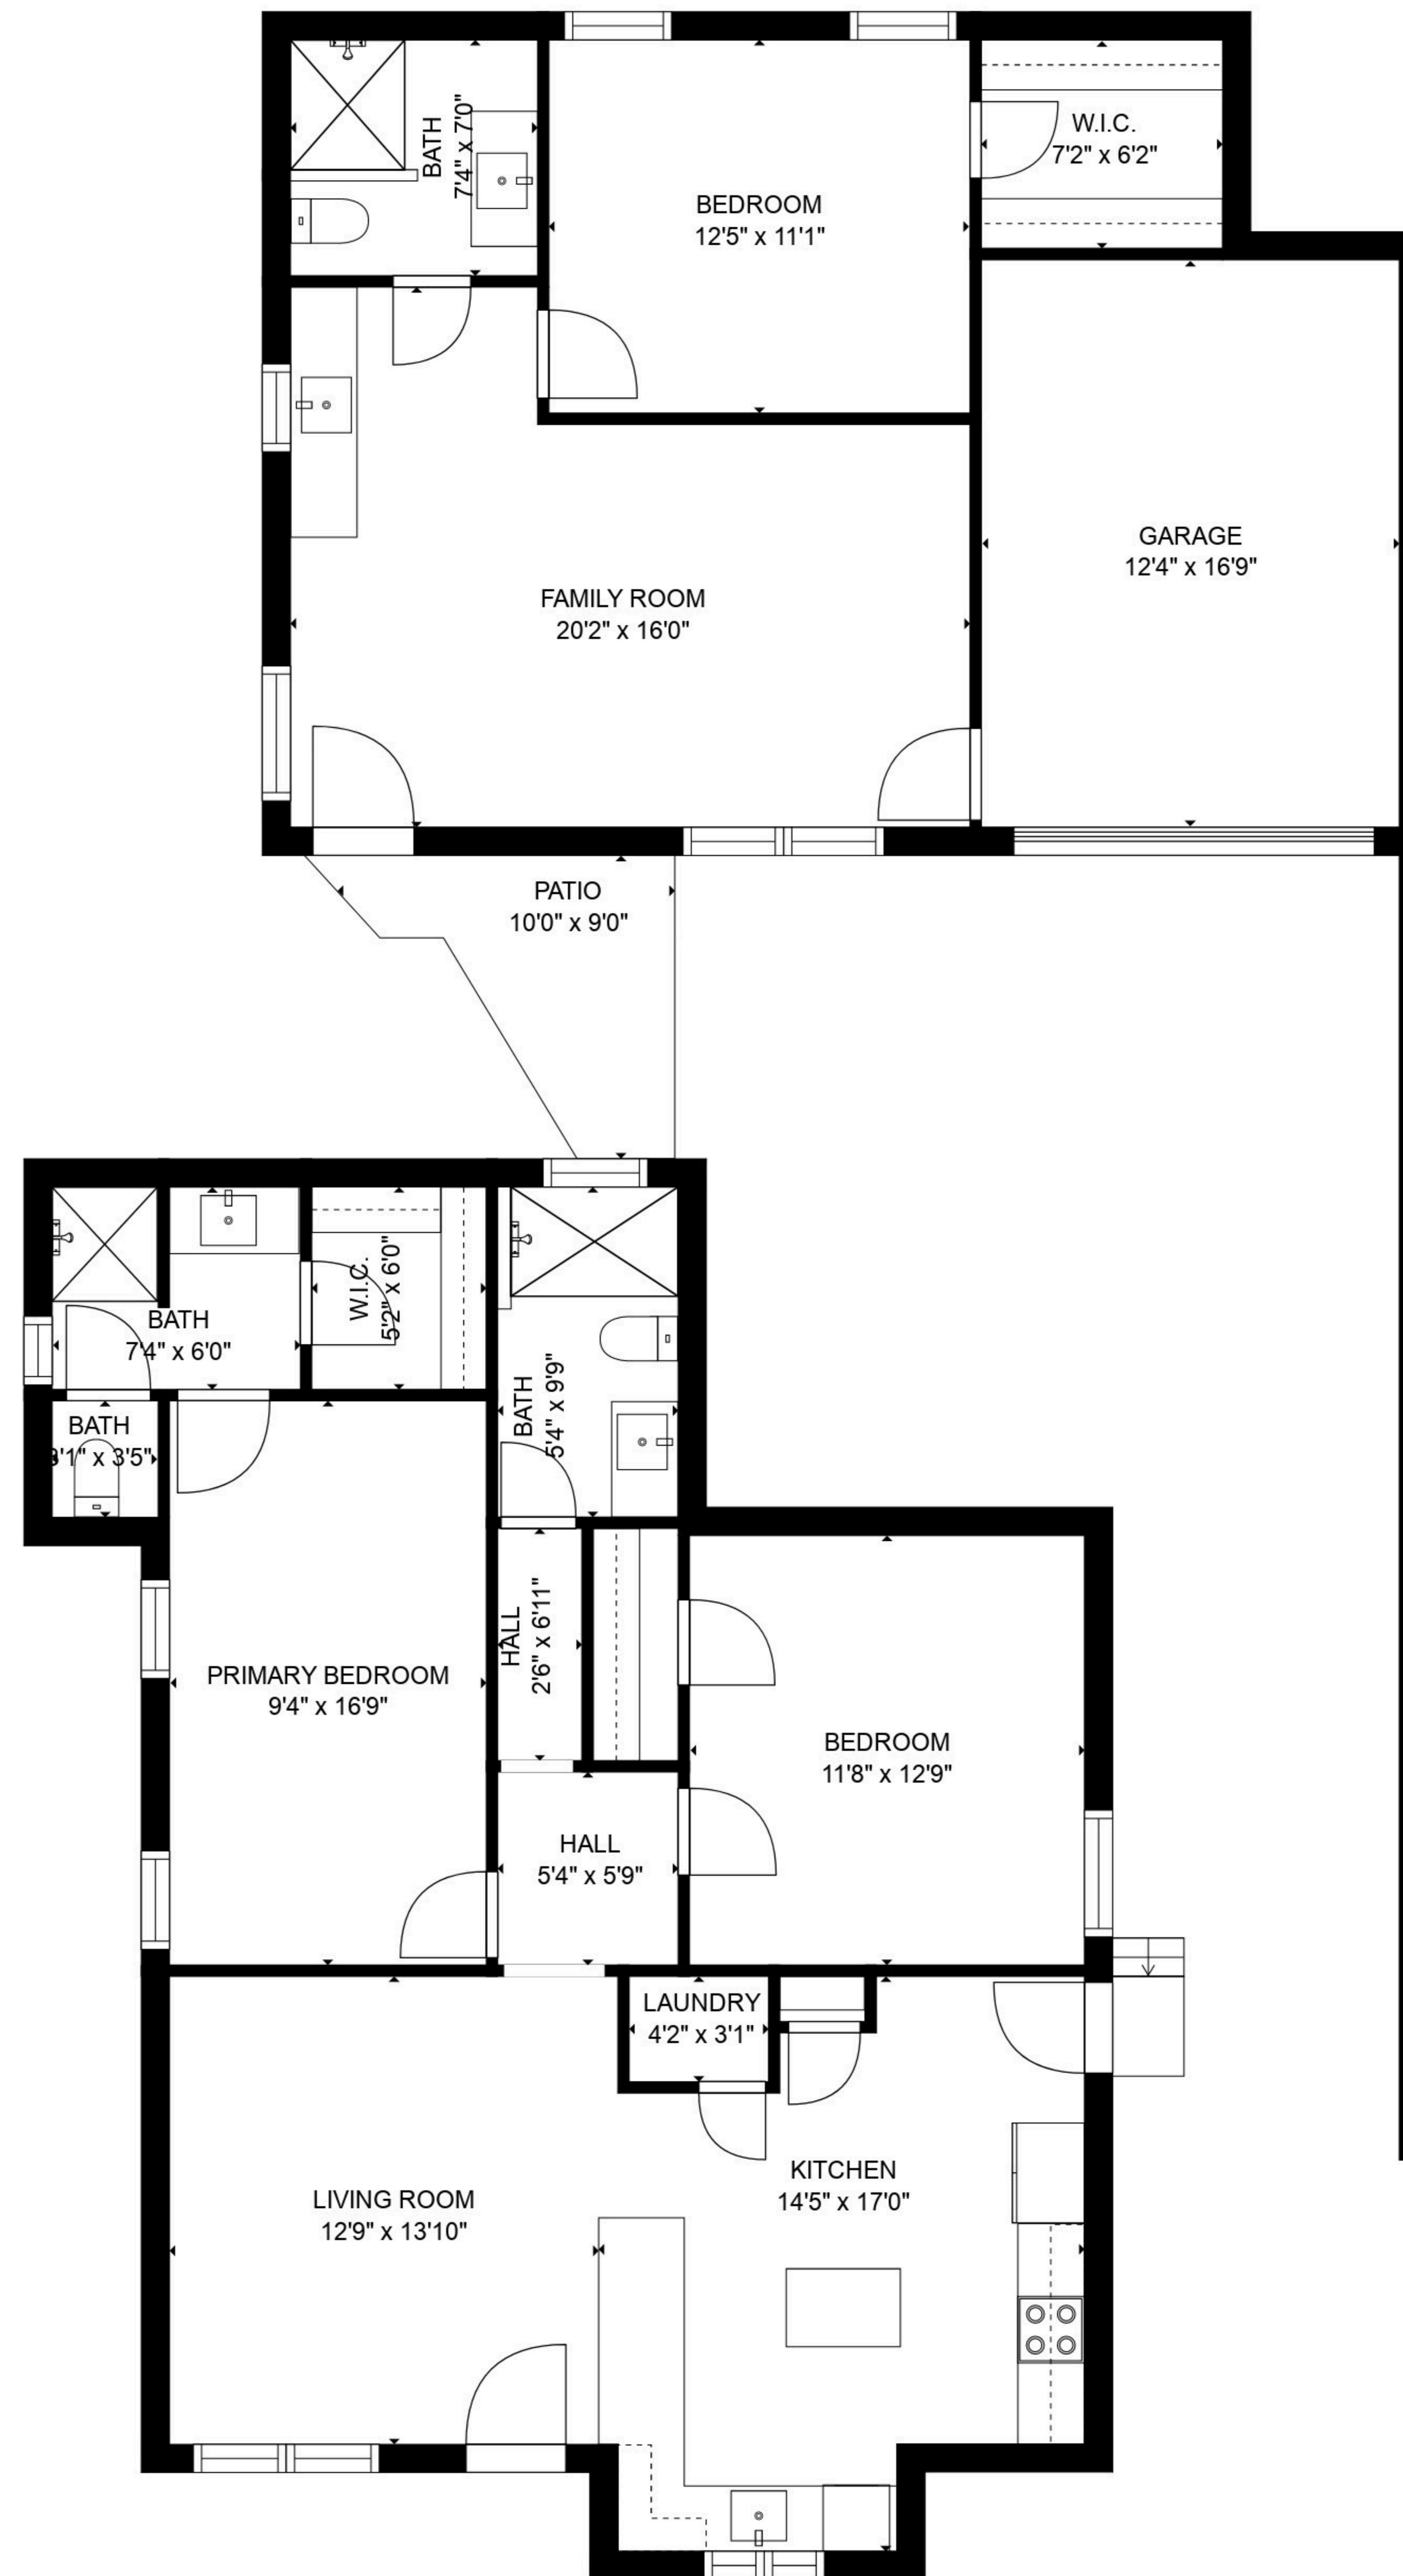 BATH
7'4" x 7'0"
BEDROOM
12'5" x 11'1"
W.I.C.
7'2" x 6'2"
GARAGE
12'4" x 16'9"
FAMILY ROOM
20'2" x 16'0"
PATIO
10'0" x 9'0"
BATH
7'4" x 6'0"
W.I.C.
5'2" x 6'0"
BATH
5'4" x 9'9"
BATH
3'1" x 3'5"
HALL
2'6" x 6'11"
PRIMARY BEDROOM
9'4" x 16'9"
BEDROOM
11'8" x 12'9"
HALL
5'4" x 5'9"
LAUNDRY
4'2" x 3'1"
KITCHEN
14'5" x 17'0"
LIVING ROOM
12'9" x 13'10"